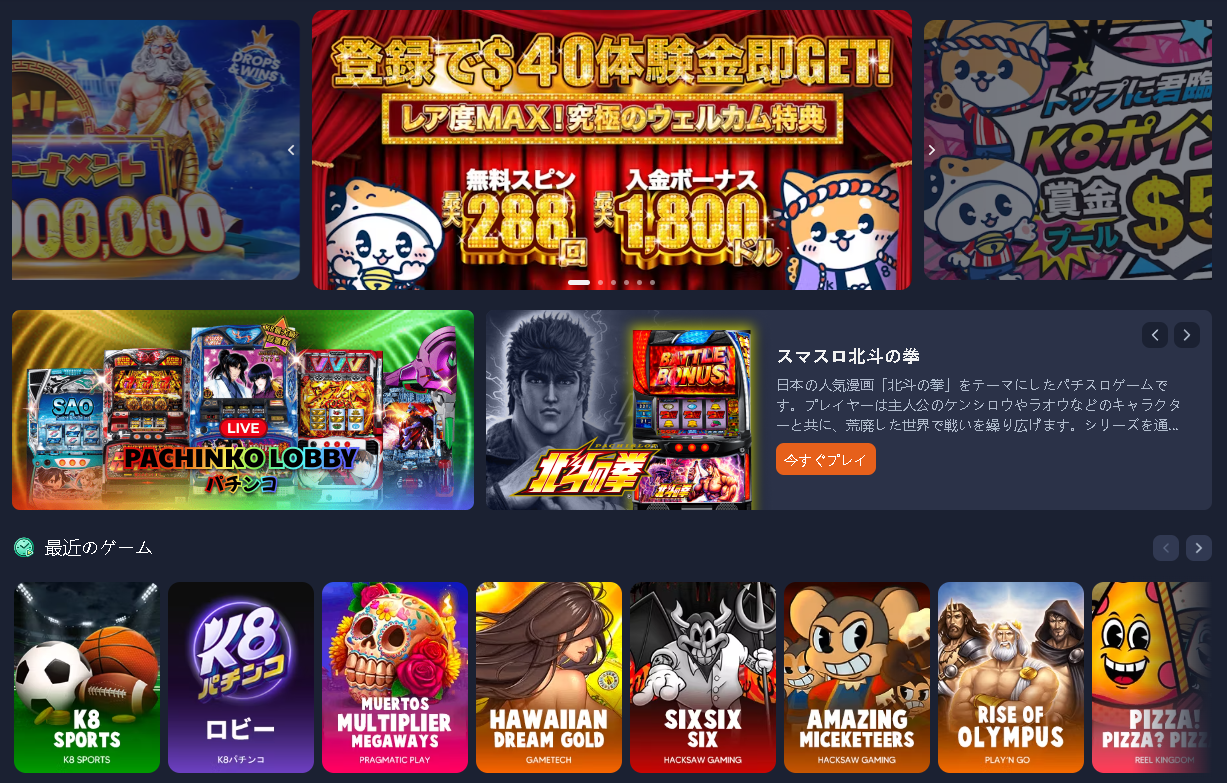 DROPS
& WINS
ィリー
ーナメント
000,000
登録で$40体験金即GET!
レア度MAX!究極のウェルカム特典
無料スピン
最大288回
入金ボーナス
最大1,800ドル
トップに君臨
K8ポイン
賞金
プール
$5
SAO
LIVE
PACHINKO LOBBY
パチンコ
BATTLE
BONUS
PACHISLOT
北斗の拳
北斗の拳
スマスロ北斗の拳
日本の人気漫画「北斗の拳」をテーマにしたパチスロゲームで
す。プレイヤーは主人公のケンシロウやラオウなどのキャラクタ
ーと共に、荒廃した世界で戦いを繰り広げます。シリーズを通...
今すぐプレイ
最近のゲーム
K8
SPORTS
K8 SPORTS
K8
パチンコ
ロビー
K8パチンコ
MUERTOS
MULTIPLIER
MEGAWAYS
PRAGMATIC PLAY
HAWAIIAN
DREAM GOLD
GAMETECH
SIXSIX
SIX
HACKSAW GAMING
AMAZING
MICEKETEERS
HACKSAW GAMING
RISE OF
OLYMPUS
PLAY'N GO
PIZZA!
PIZZA? PIZZ
REEL KINGDOM